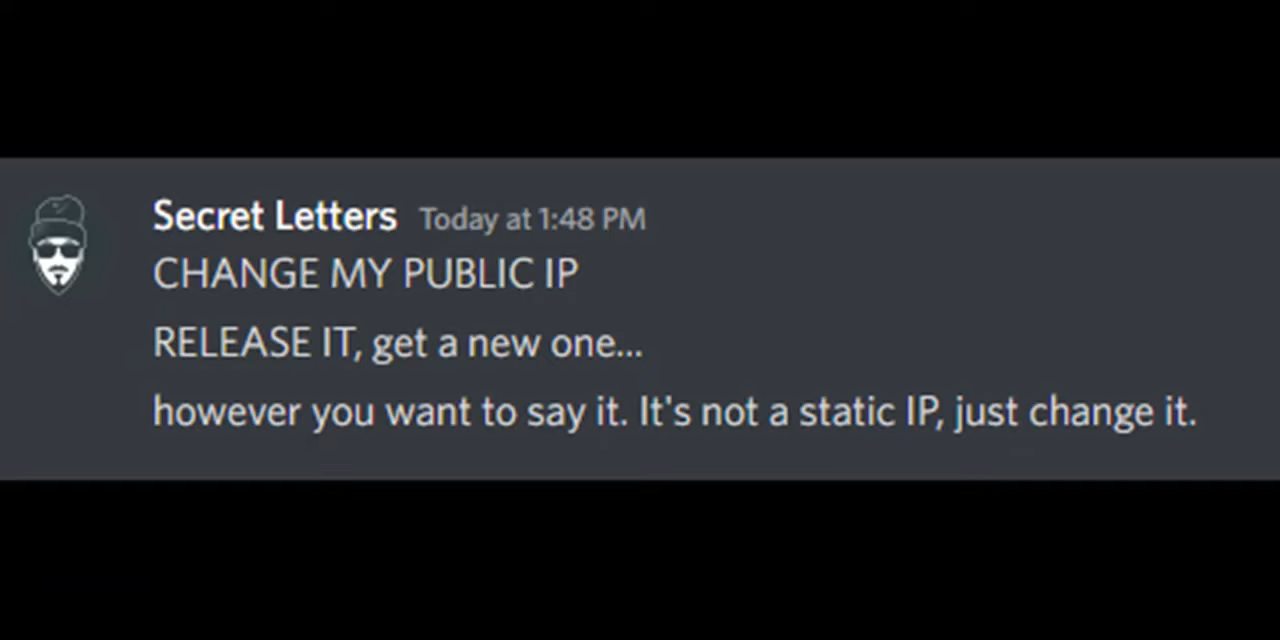 Secret Letters Today at 1:48 PM
CHANGE MY PUBLIC IP
RELEASE IT, get a new one...
however you want to say it. It's not a static IP, just change it.